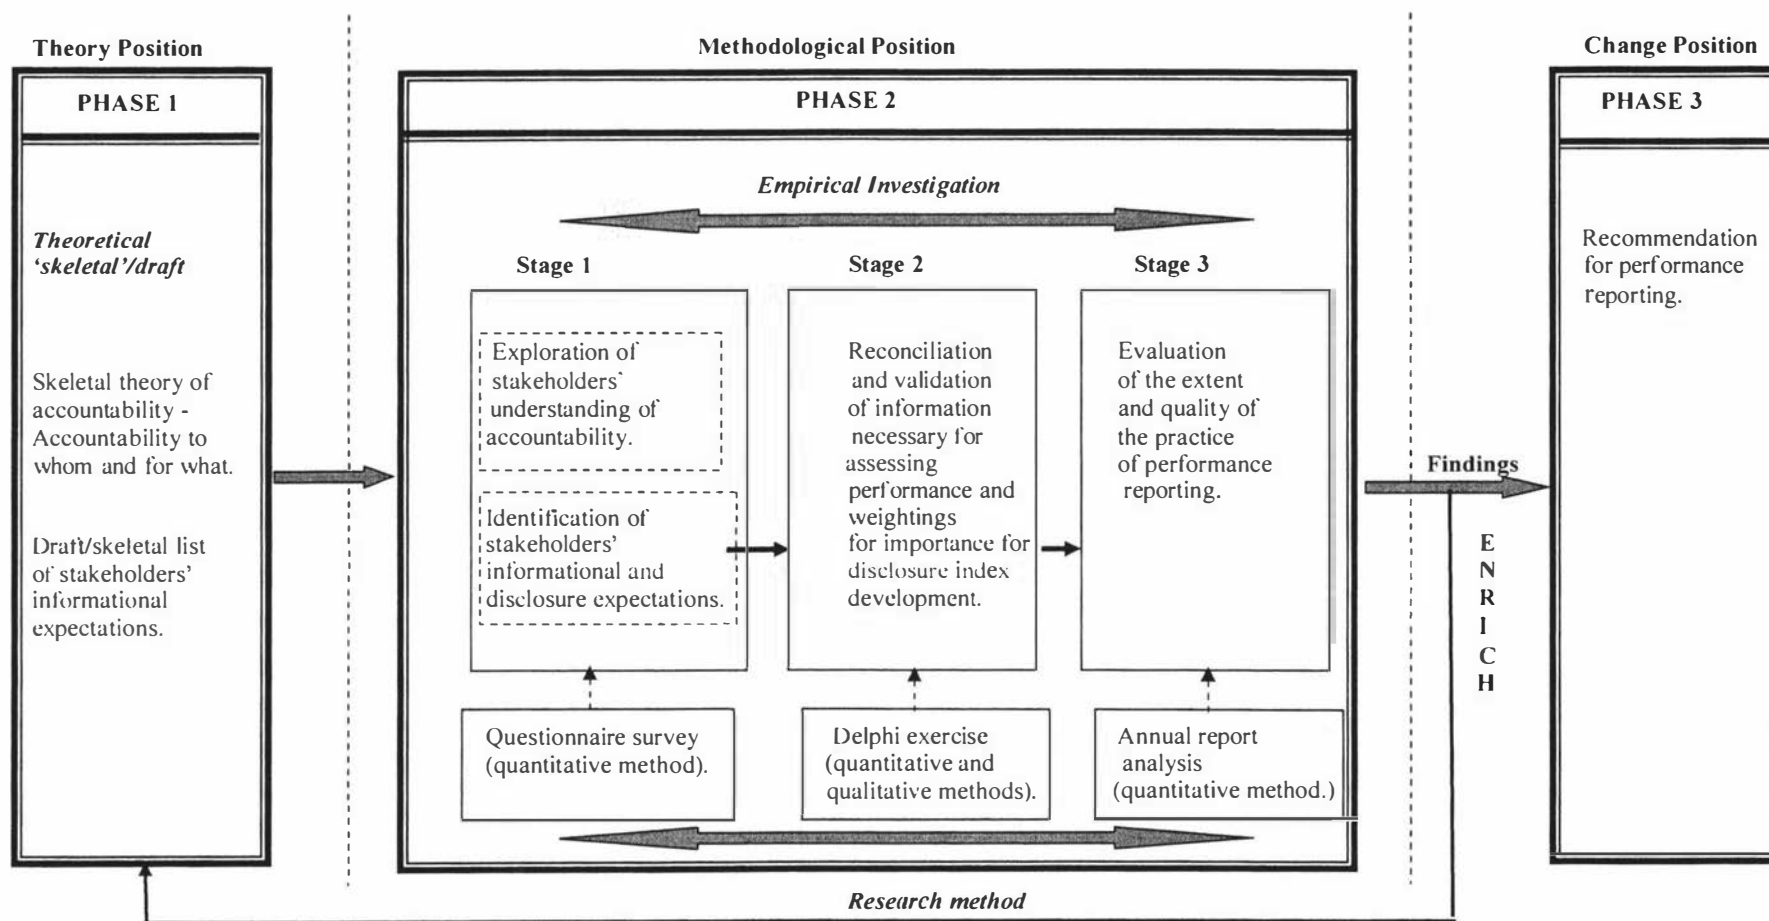 Theory Position
PHASE 1
Theoretical
‘skeletal’/draft
Skeletal theory of
accountability -
Accountability to
whom and for what.
Draft/skeletal list
of stakeholders’
informational
expectations.
Methodological Position
PHASE 2
Empirical Investigation
Stage 1
Exploration of
stakeholders’
understanding of
accountability.
Identification of
stakeholders’
informational and
disclosure expectations.
Questionnaire survey
(quantitative method).
Stage 2
Reconciliation
and validation
of information
necessary for
assessing
performance and
weightings
for importance for
disclosure index
development.
Delphi exercise
(quantitative and
qualitative methods).
Stage 3
Evaluation
of the extent
and quality of
the practice
of performance
reporting.
Annual report
analysis
(quantitative method.)
Research method
Findings
E
N
R
I
C
H
Change Position
PHASE 3
Recommendation
for performance
reporting.